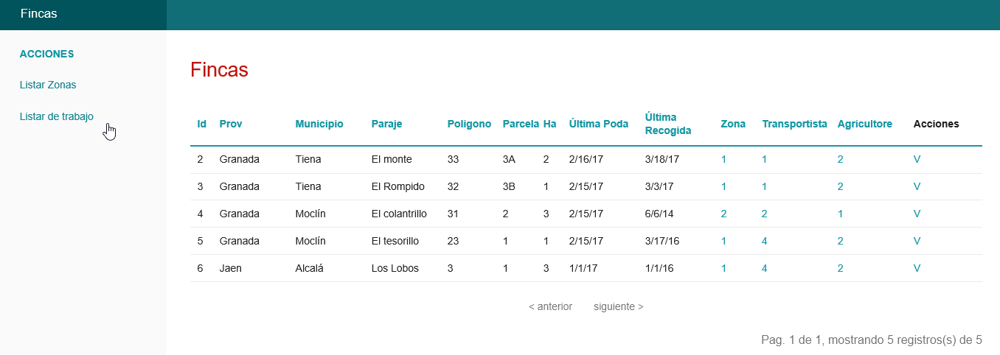 Fincas
ACCIONES
Listar Zonas
Listar de trabajo
Fincas
Id Prov Municipio Paraje Poligono Parcela Ha Última Poda Última Recogida Zona Transportista Agricultore Acciones
2 Granada Tiena El monte 33 3A 2 2/16/17 3/18/17 1 1 2 V
3 Granada Tiena El Rompido 32 3B 1 2/15/17 3/3/17 1 1 2 V
4 Granada Moclín El colantrillo 31 2 3 2/15/17 6/6/14 2 2 1 V
5 Granada Moclín El tesorillo 23 1 1 2/15/17 3/17/16 1 4 2 V
6 Jaen Alcalá Los Lobos 3 1 3 1/1/17 1/1/16 1 4 2 V
< anterior siguiente >
Pag. 1 de 1, mostrando 5 registros(s) de 5